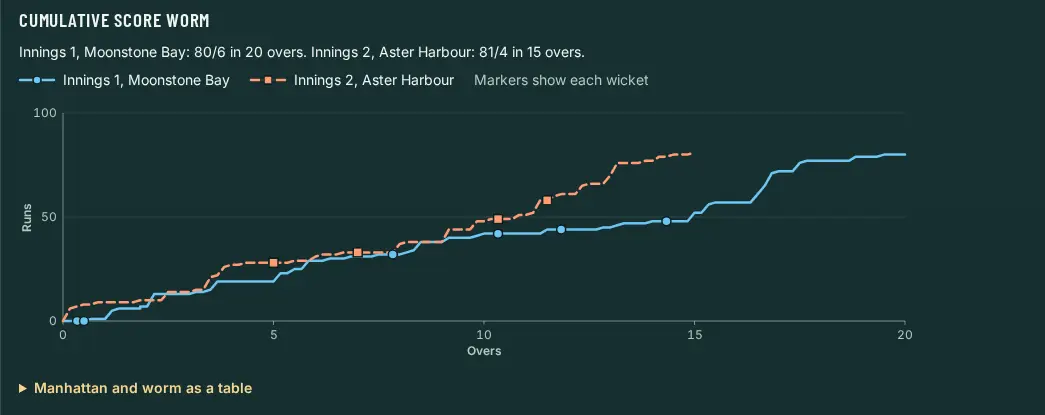 CUMULATIVE SCORE WORM
Innings 1, Moonstone Bay: 80/6 in 20 overs. Innings 2, Aster Harbour: 81/4 in 15 overs.
Innings 1, Moonstone Bay Innings 2, Aster Harbour Markers show each wicket
100
50
0
Runs
0 5 10 15 20
Overs
Manhattan and worm as a table